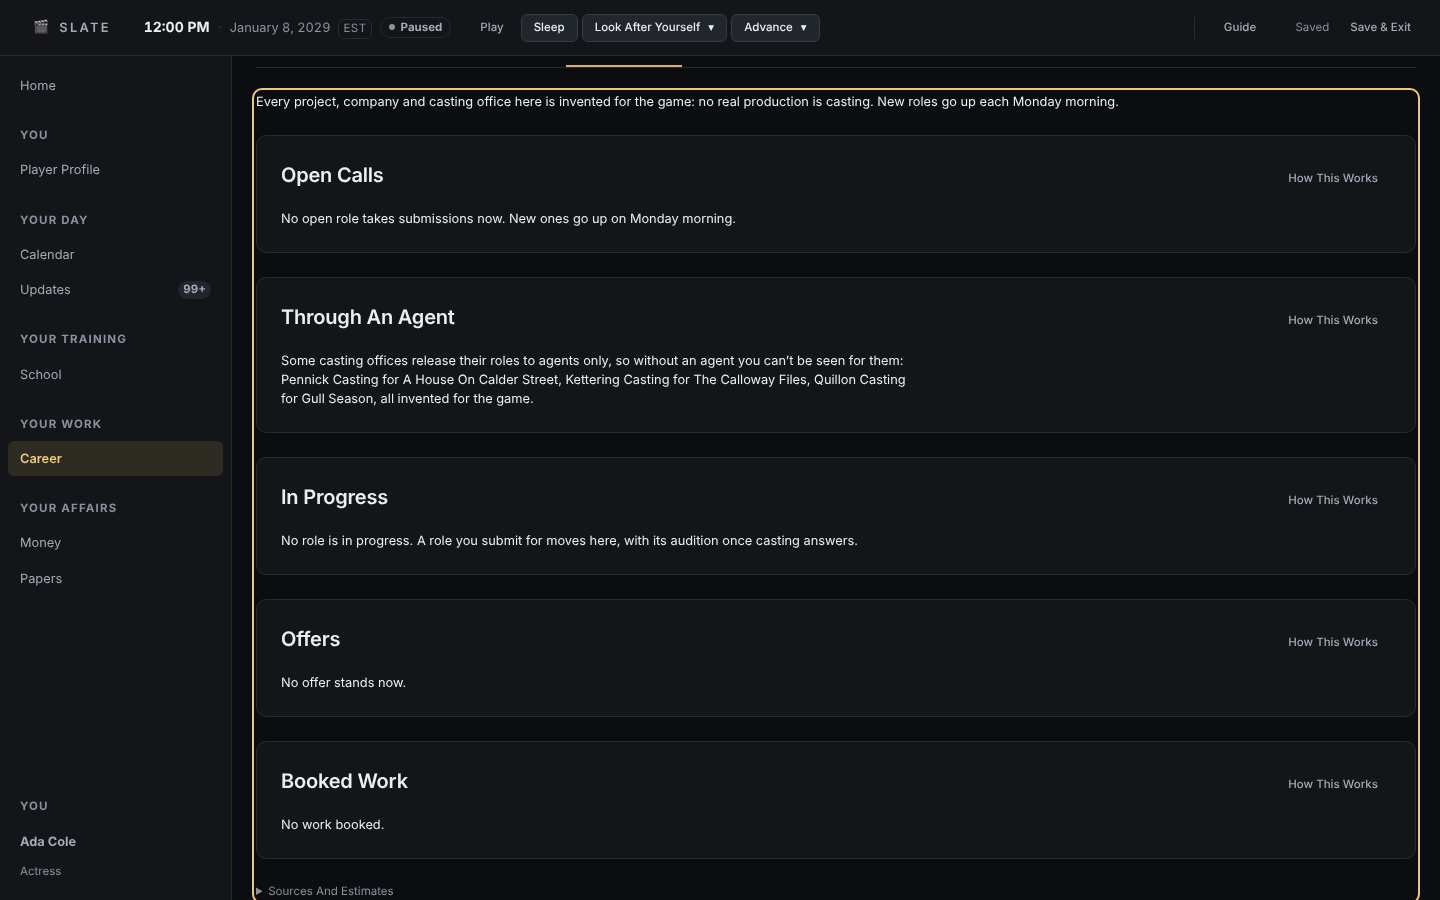 SLATE
12:00 PM · January 8, 2029 EST
Paused
Play
Sleep
Look After Yourself
Advance
Guide
Saved
Save & Exit
Home
YOU
Player Profile
YOUR DAY
Calendar
Updates 99+
YOUR TRAINING
School
YOUR WORK
Career
YOUR AFFAIRS
Money
Papers
YOU
Ada Cole
Actress
Every project, company and casting office here is invented for the game: no real production is casting. New roles go up each Monday morning.
Open Calls
How This Works
No open role takes submissions now. New ones go up on Monday morning.
Through An Agent
How This Works
Some casting offices release their roles to agents only, so without an agent you can't be seen for them:
Pennick Casting for A House On Calder Street, Kettering Casting for The Calloway Files, Quillon Casting
for Gull Season, all invented for the game.
In Progress
How This Works
No role is in progress. A role you submit for moves here, with its audition once casting answers.
Offers
How This Works
No offer stands now.
Booked Work
How This Works
No work booked.
Sources And Estimates